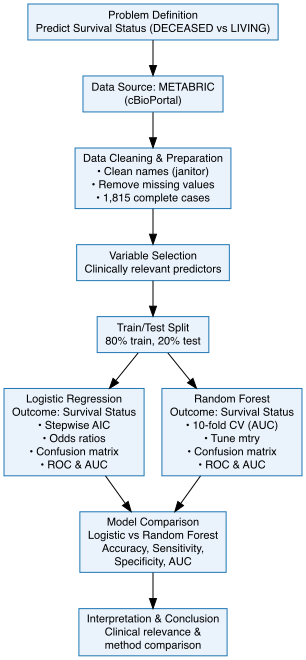 Problem Definition
Predict Survival Status (DECEASED vs LIVING)
Data Source: METABRIC
(cBioPortal)
Data Cleaning & Preparation
• Clean names (janitor)
• Remove missing values
• 1,815 complete cases
Variable Selection
Clinically relevant predictors
Train/Test Split
80% train, 20% test
Logistic Regression
Outcome: Survival Status
• Stepwise AIC
• Odds ratios
• Confusion matrix
• ROC & AUC
Random Forest
Outcome: Survival Status
• 10-fold CV (AUC)
• Tune mtry
• Confusion matrix
• ROC & AUC
Model Comparison
Logistic vs Random Forest
Accuracy, Sensitivity,
Specificity, AUC
Interpretation & Conclusion
Clinical relevance &
method comparison